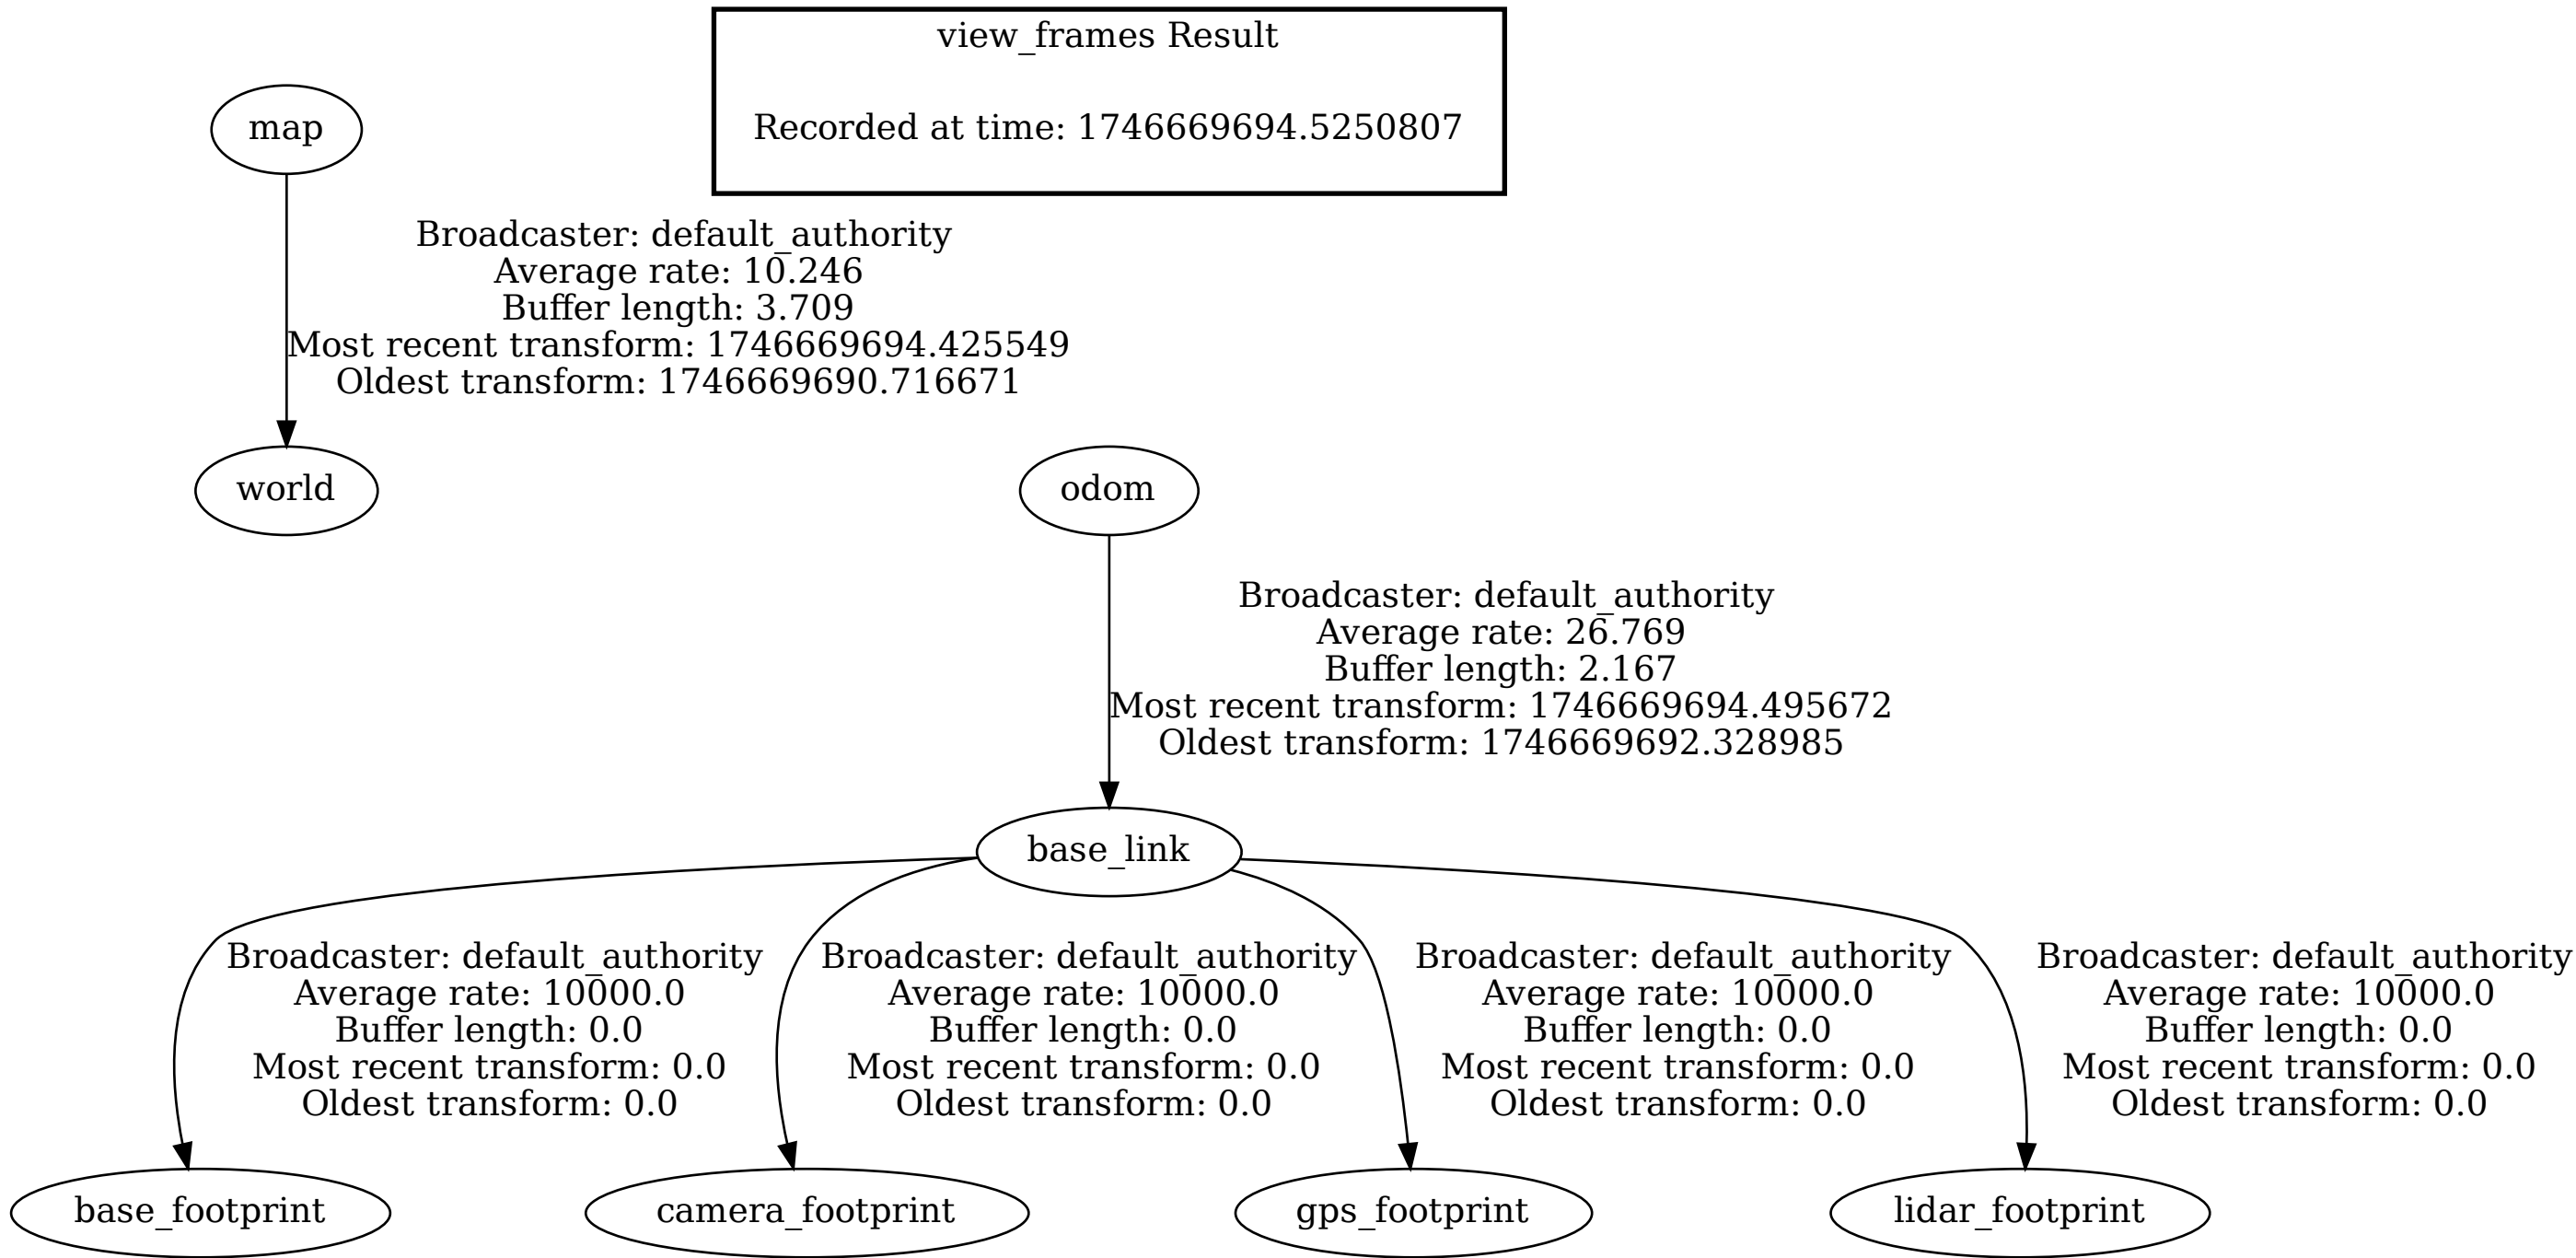 view_frames Result
Recorded at time: 1746669694.5250807
map
Broadcaster: default_authority
Average rate: 10.246
Buffer length: 3.709
Most recent transform: 1746669694.425549
Oldest transform: 1746669690.716671
world
odom
Broadcaster: default_authority
Average rate: 26.769
Buffer length: 2.167
Most recent transform: 1746669694.495672
Oldest transform: 1746669692.328985
base_link
Broadcaster: default_authority
Average rate: 10000.0
Buffer length: 0.0
Most recent transform: 0.0
Oldest transform: 0.0
Broadcaster: default_authority
Average rate: 10000.0
Buffer length: 0.0
Most recent transform: 0.0
Oldest transform: 0.0
Broadcaster: default_authority
Average rate: 10000.0
Buffer length: 0.0
Most recent transform: 0.0
Oldest transform: 0.0
Broadcaster: default_authority
Average rate: 10000.0
Buffer length: 0.0
Most recent transform: 0.0
Oldest transform: 0.0
base_footprint
camera_footprint
gps_footprint
lidar_footprint